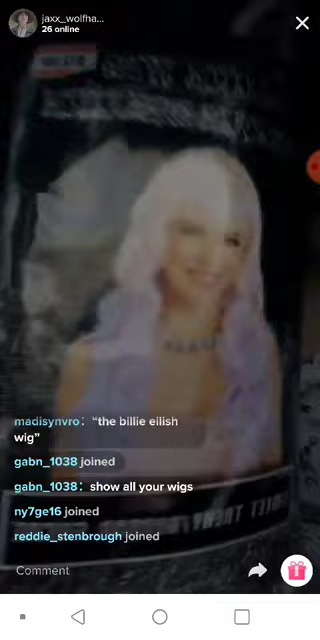 jaxx_wolfha...
26 online
madisynvro: “the billie eilish
wig”
gabn_1038 joined
gabn_1038: show all your wigs
ny7ge16 joined
reddie_stenbrough joined
Comment